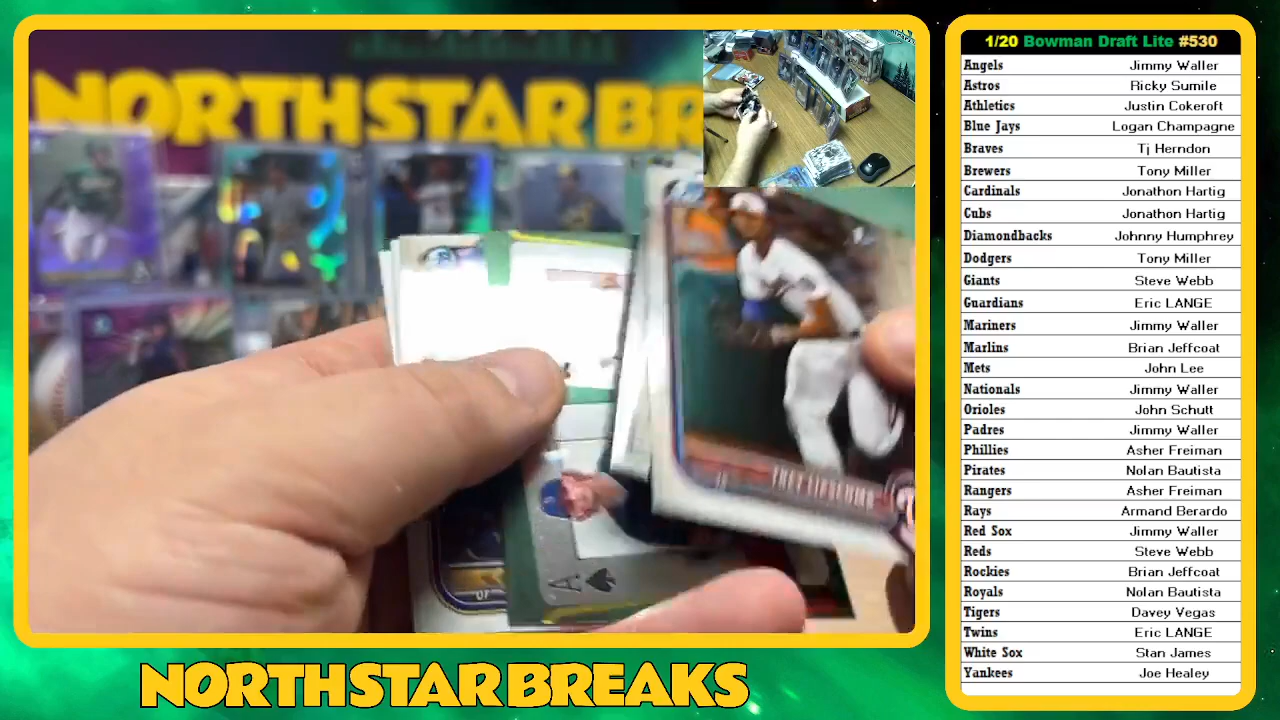 NORTHSTAR BREAKS
A
OF
NORTHSTAR BREAKS
1/20 Bowman Draft Lite #530
Angels Jimmy Waller
Astros Ricky Sumile
Athletics Justin Cokeroft
Blue Jays Logan Champagne
Braves Tj Herndon
Brewers Tony Miller
Cardinals Jonathon Hartig
Cubs Jonathon Hartig
Diamondbacks Johnny Humphrey
Dodgers Tony Miller
Giants Steve Webb
Guardians Eric LANGE
Mariners Jimmy Waller
Marlins Brian Jeffcoat
Mets John Lee
Nationals Jimmy Waller
Orioles John Schutt
Padres Jimmy Waller
Phillies Asher Freiman
Pirates Nolan Bautista
Rangers Asher Freiman
Rays Armand Berardo
Red Sox Jimmy Waller
Reds Steve Webb
Rockies Brian Jeffcoat
Royals Nolan Bautista
Tigers Davey Vegas
Twins Eric LANGE
White Sox Stan James
Yankees Joe Healey